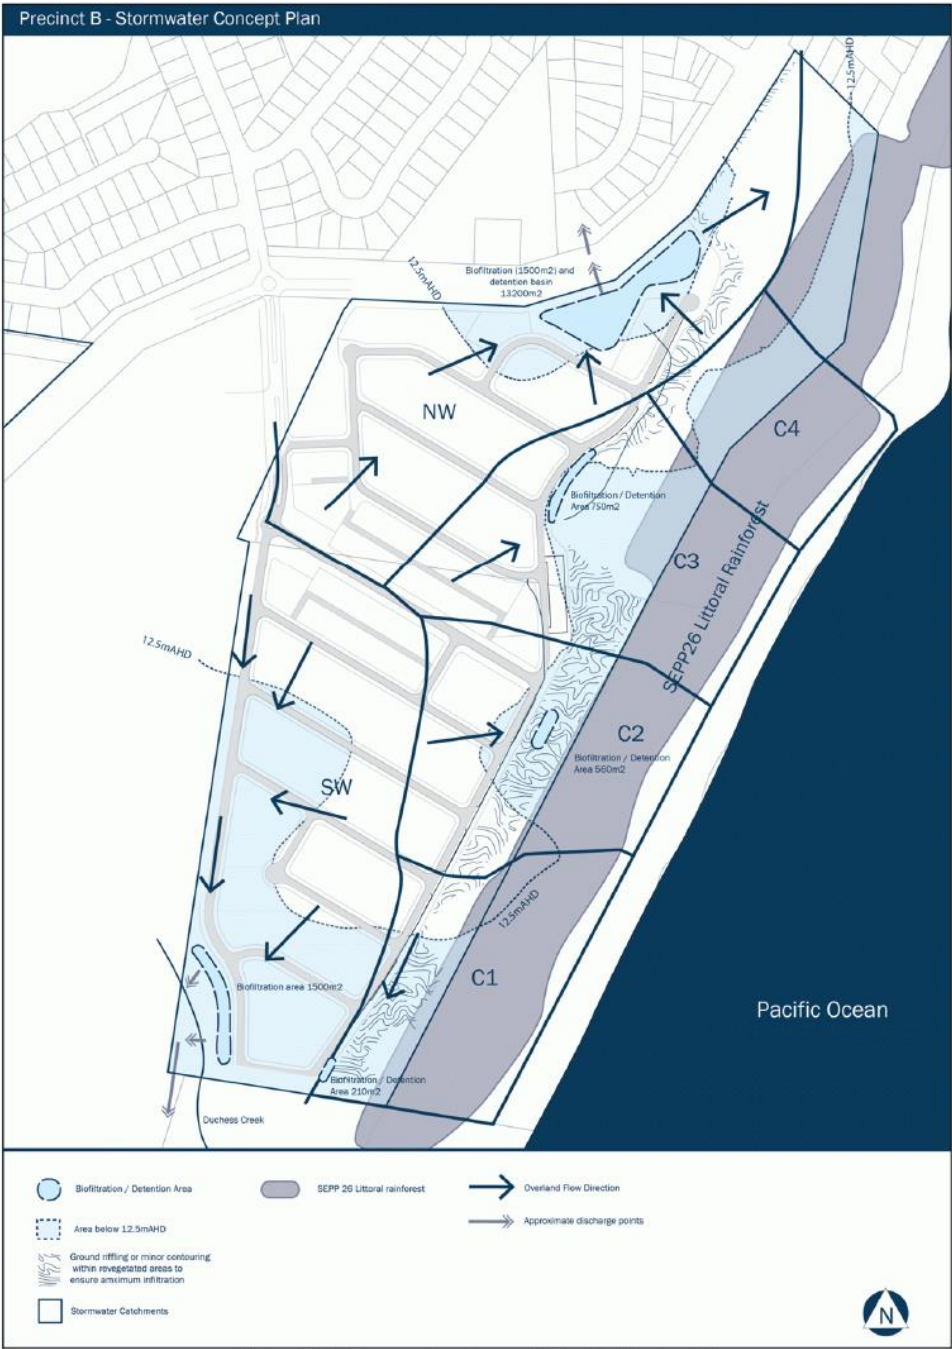 Precinct B - Stormwater Concept Plan
12.5mAHD
12.5mAHD
Biofiltration (1500m2) and
detention basin
13200m2
NW
C4
Biofiltration / Detention
Area 750m2
SEPP26 Littoral Rainforest
C3
12.5mAHD
C2
Biofiltration / Detention
Area 560m2
SW
12.5mAHD
C1
Biofiltration area 1500m2
Pacific Ocean
Biofiltration / Detention
Area 210m2
Duchess Creek
Biofiltration / Detention Area
SEPP 26 Littoral rainforest
Overland Flow Direction
Area below 12.5mAHD
Approximate discharge points
Ground riffling or minor contouring
within revegetated areas to
ensure amximum infiltration
Stormwater Catchments
N